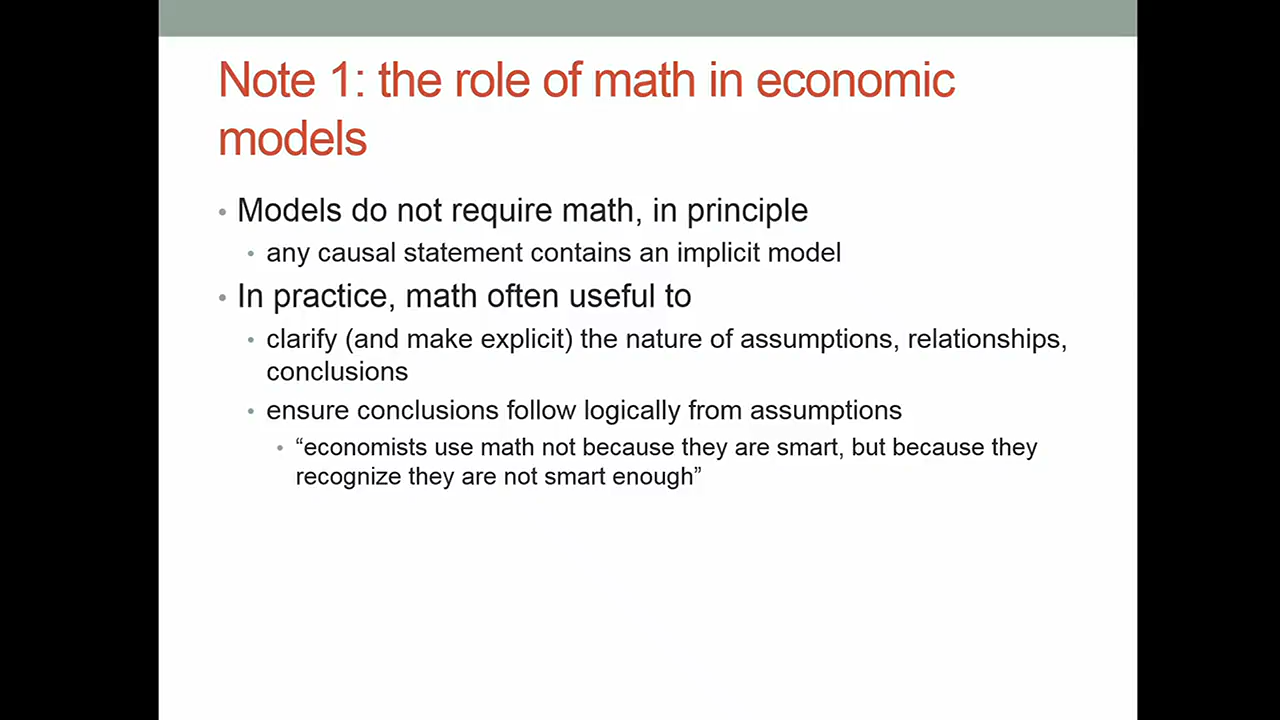 Note 1: the role of math in economic
models
• Models do not require math, in principle
• any causal statement contains an implicit model
• In practice, math often useful to
• clarify (and make explicit) the nature of assumptions, relationships,
conclusions
• ensure conclusions follow logically from assumptions
• “economists use math not because they are smart, but because they
recognize they are not smart enough”